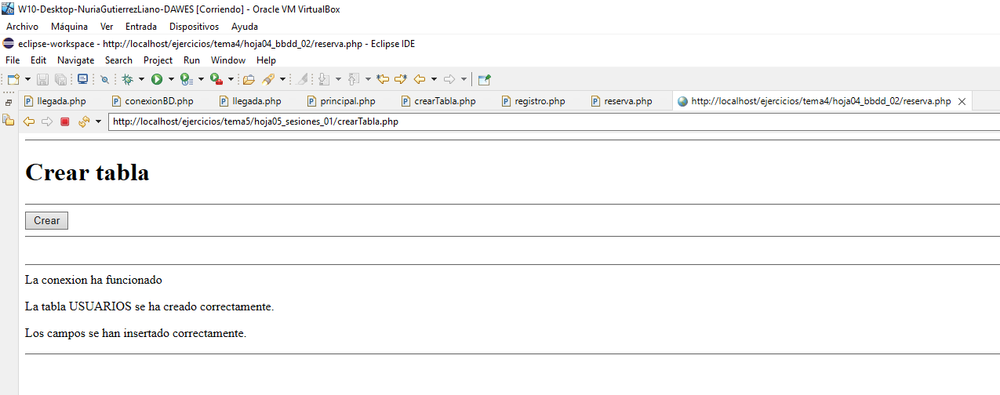 W10-Desktop-NuriaGutierrezLiano-DAWES [Corriendo] - Oracle VM VirtualBox
Archivo Máquina Ver Entrada Dispositivos Ayuda
eclipse-workspace - http://localhost/ejercicios/tema4/hoja04_bbdd_02/reserva.php - Eclipse IDE
File Edit Navigate Search Project Run Window Help
llegada.php conexionBD.php llegada.php principal.php crearTabla.php registro.php reserva.php http://localhost/ejercicios/tema4/hoja04_bbdd_02/reserva.php
http://localhost/ejercicios/tema5/hoja05_sesiones_01/crearTabla.php
Crear tabla
Crear
La conexion ha funcionado
La tabla USUARIOS se ha creado correctamente.
Los campos se han insertado correctamente.